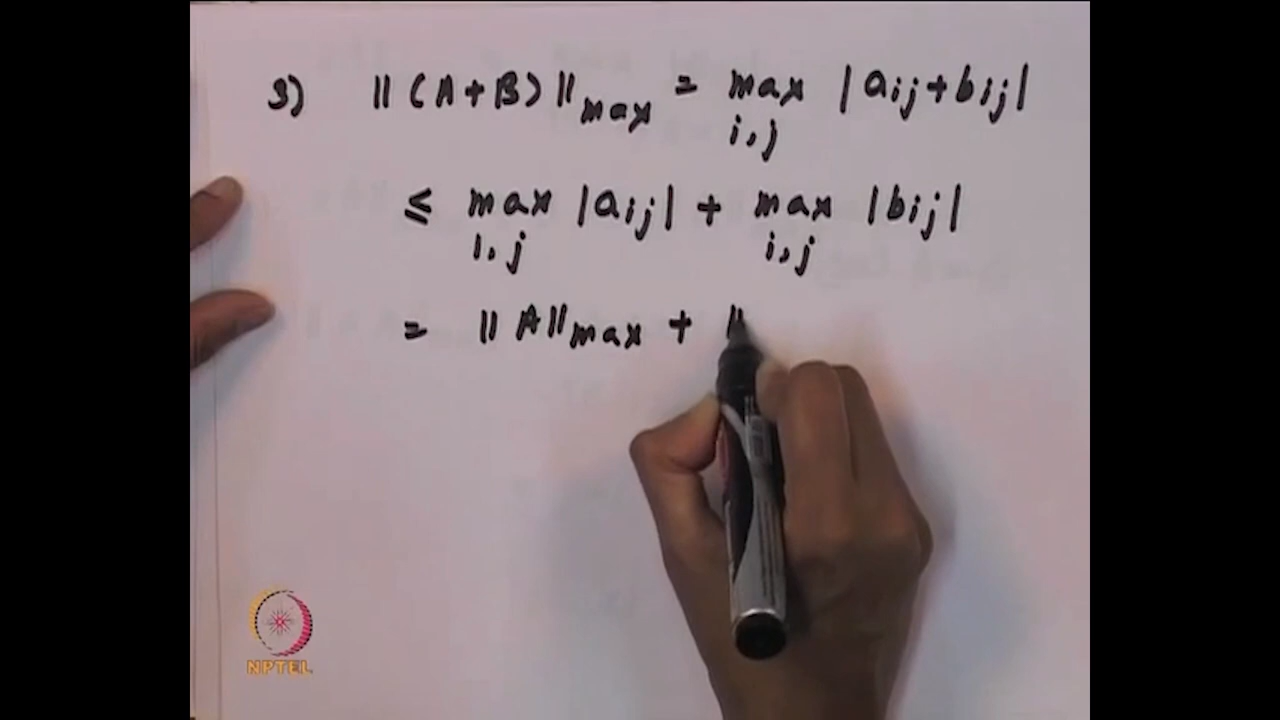 3) ||(A+B)||max = max |aij+bij|
i,j
≤ max |aij| + max |bij|
i,j i,j
= ||A||max + ||
NPTEL